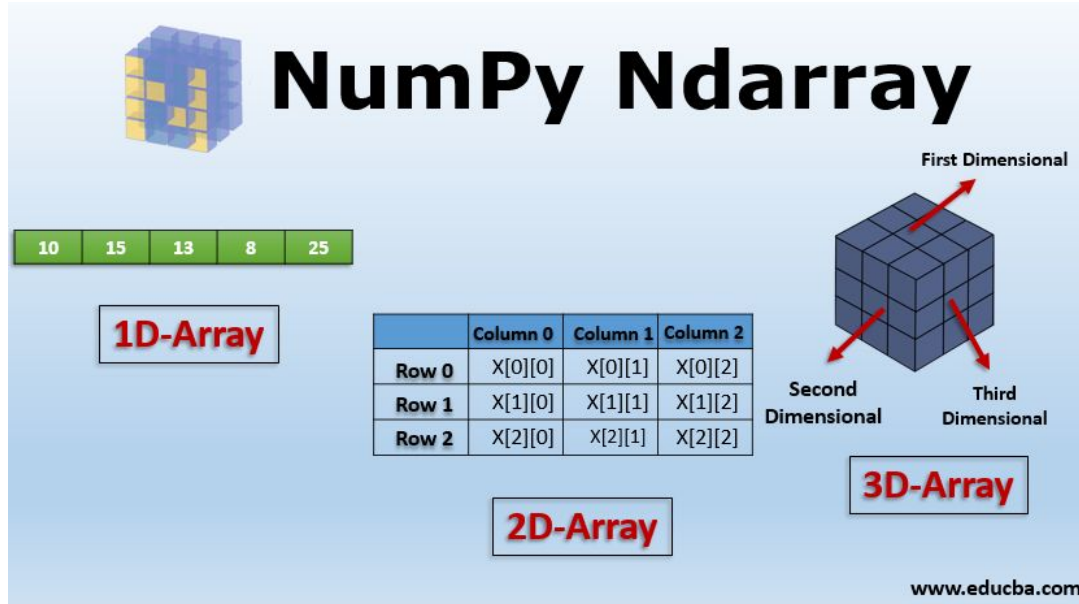 NumPy Ndarray
10 15 13 8 25
1D-Array
Column 0 Column 1 Column 2
Row 0 X[0][0] X[0][1] X[0][2]
Row 1 X[1][0] X[1][1] X[1][2]
Row 2 X[2][0] X[2][1] X[2][2]
2D-Array
First Dimensional
Second
Dimensional
Third
Dimensional
3D-Array
www.educba.com